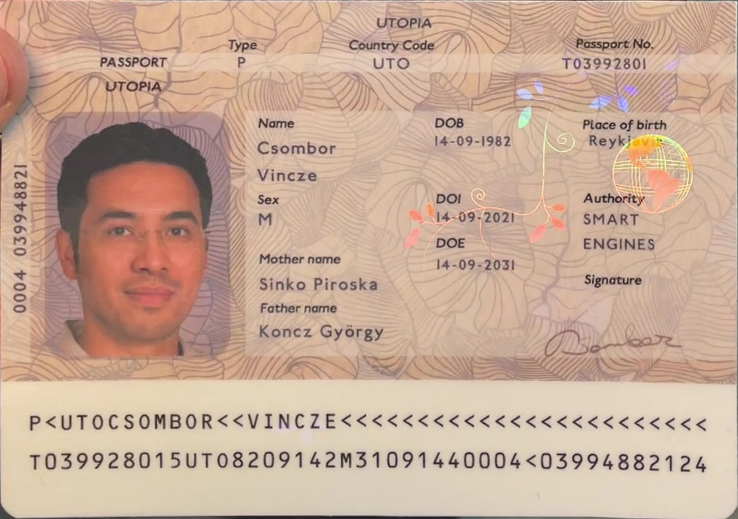 UTOPIA
PASSPORT
UTOPIA
Type
P
Country Code
UTO
Passport No.
T03992801
Name
Csombor
Vincze
Sex
M
Mother name
Sinko Piroska
Father name
Koncz György
DOB
14-09-1982
DOI
14-09-2021
DOE
14-09-2031
Place of birth
Reykjavik
Authority
SMART
ENGINES
Signature
0004 039948821
P<UTOCSOMBOR<<VINCZE<<<<<<<<<<<<<<<<<<<<<<<<
T039928015UTO8209142M31091440004<03994882124